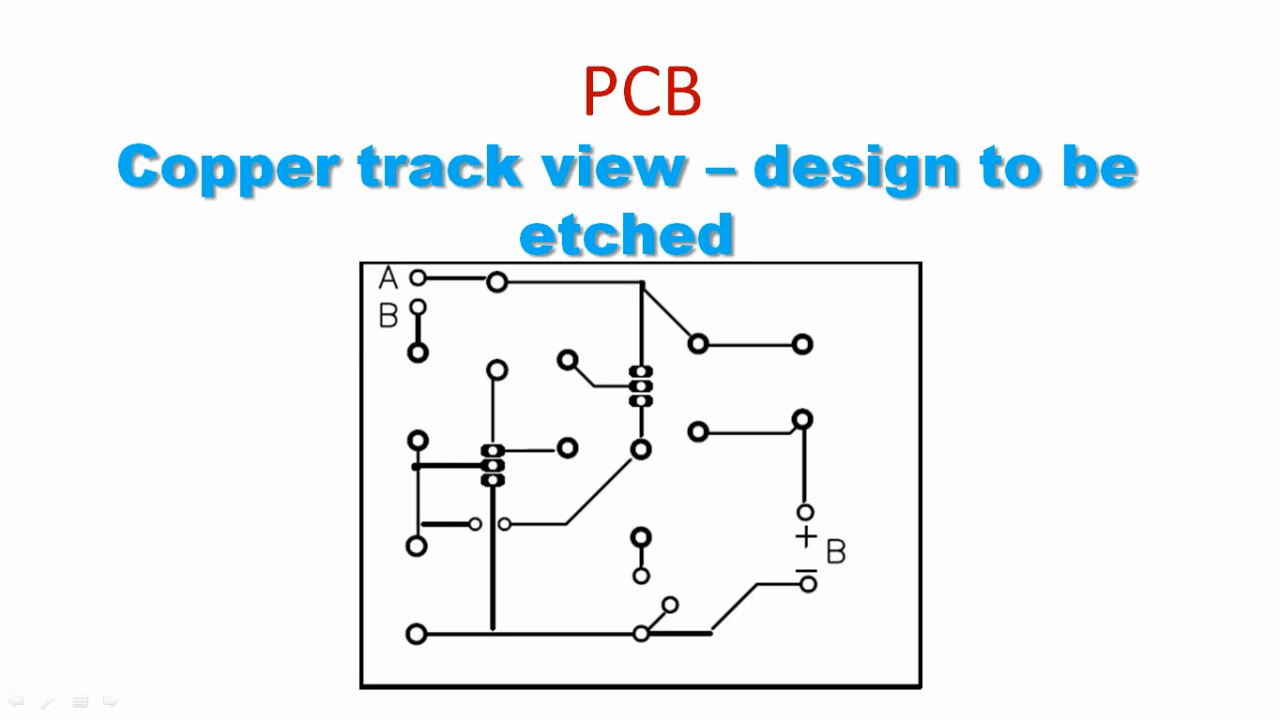 PCB
Copper track view – design to be
etched
A
B
+
B
–